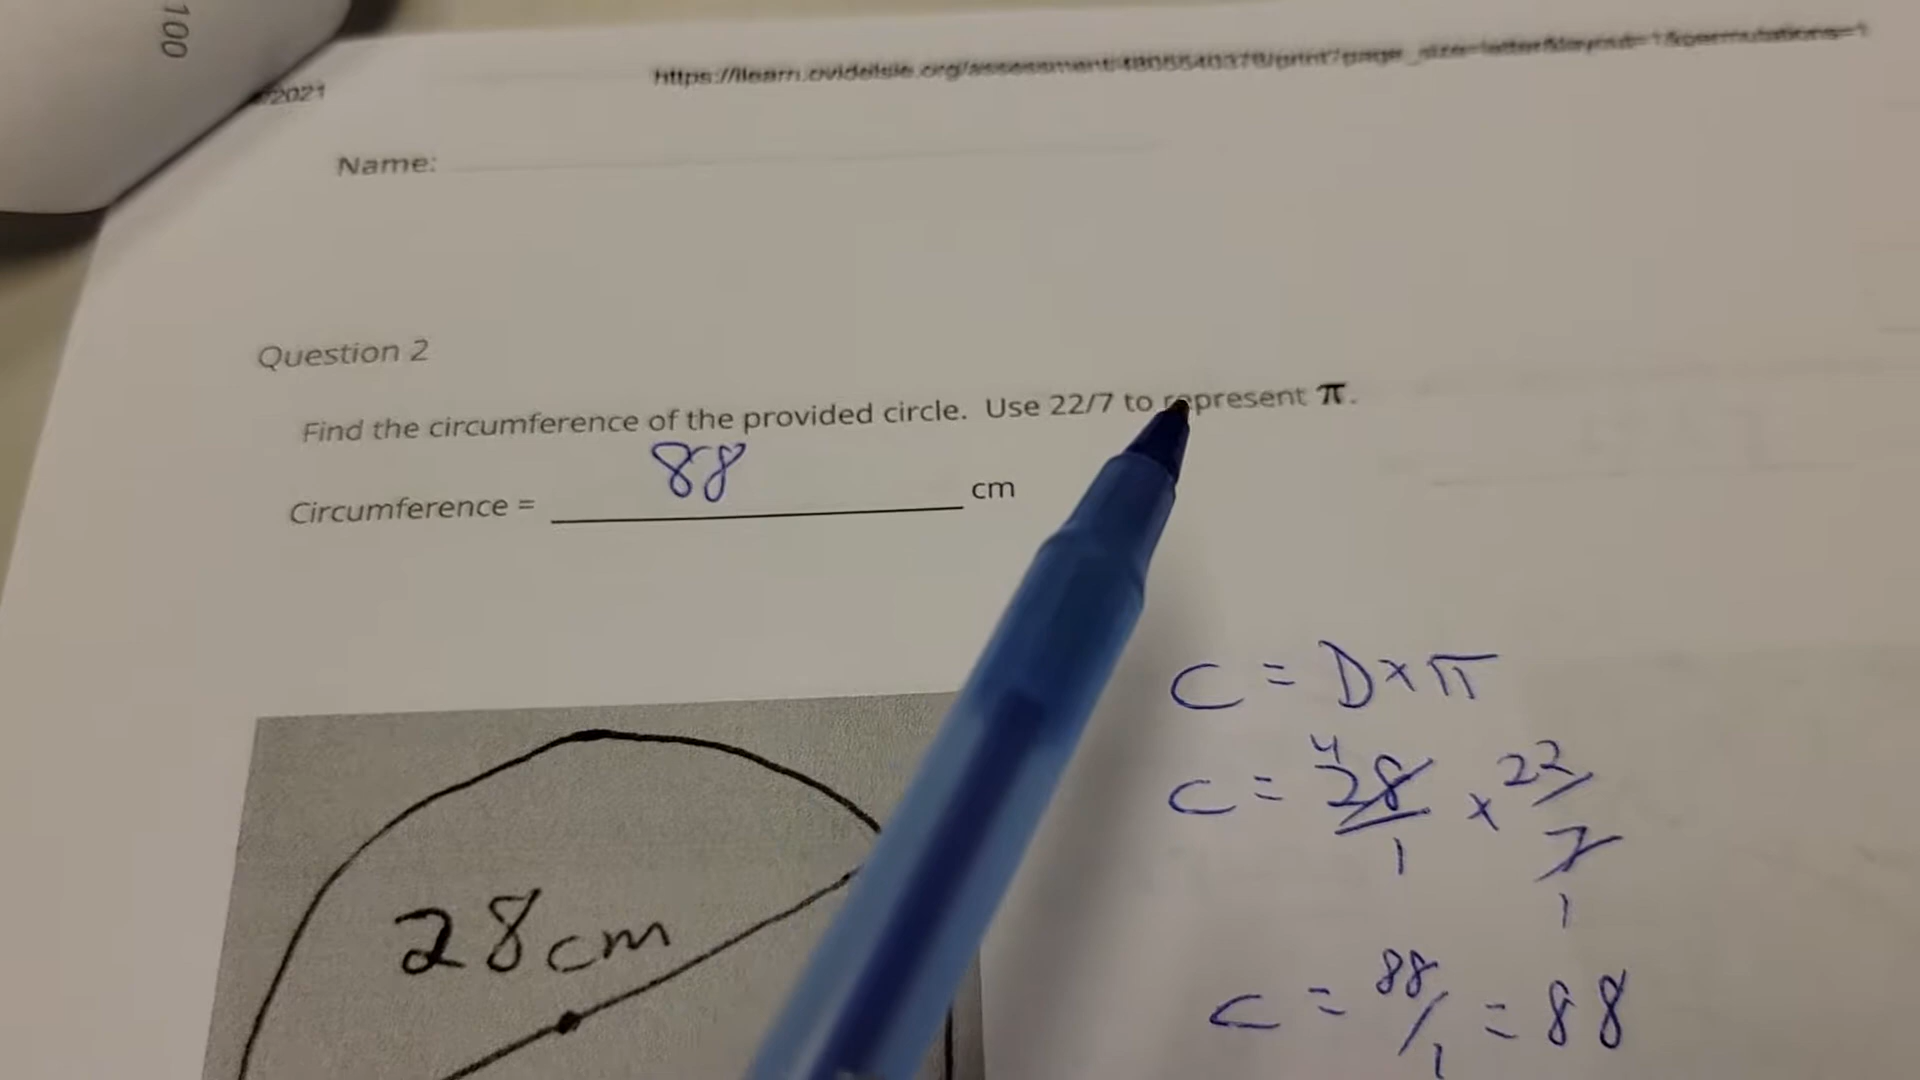 100
/2021
Name:
Question 2
Find the circumference of the provided circle. Use 22/7 to represent π.
Circumference = 88 cm
28cm
C = D × π
4
C = 28/1 × 22/7
1
C = 88/1 = 88